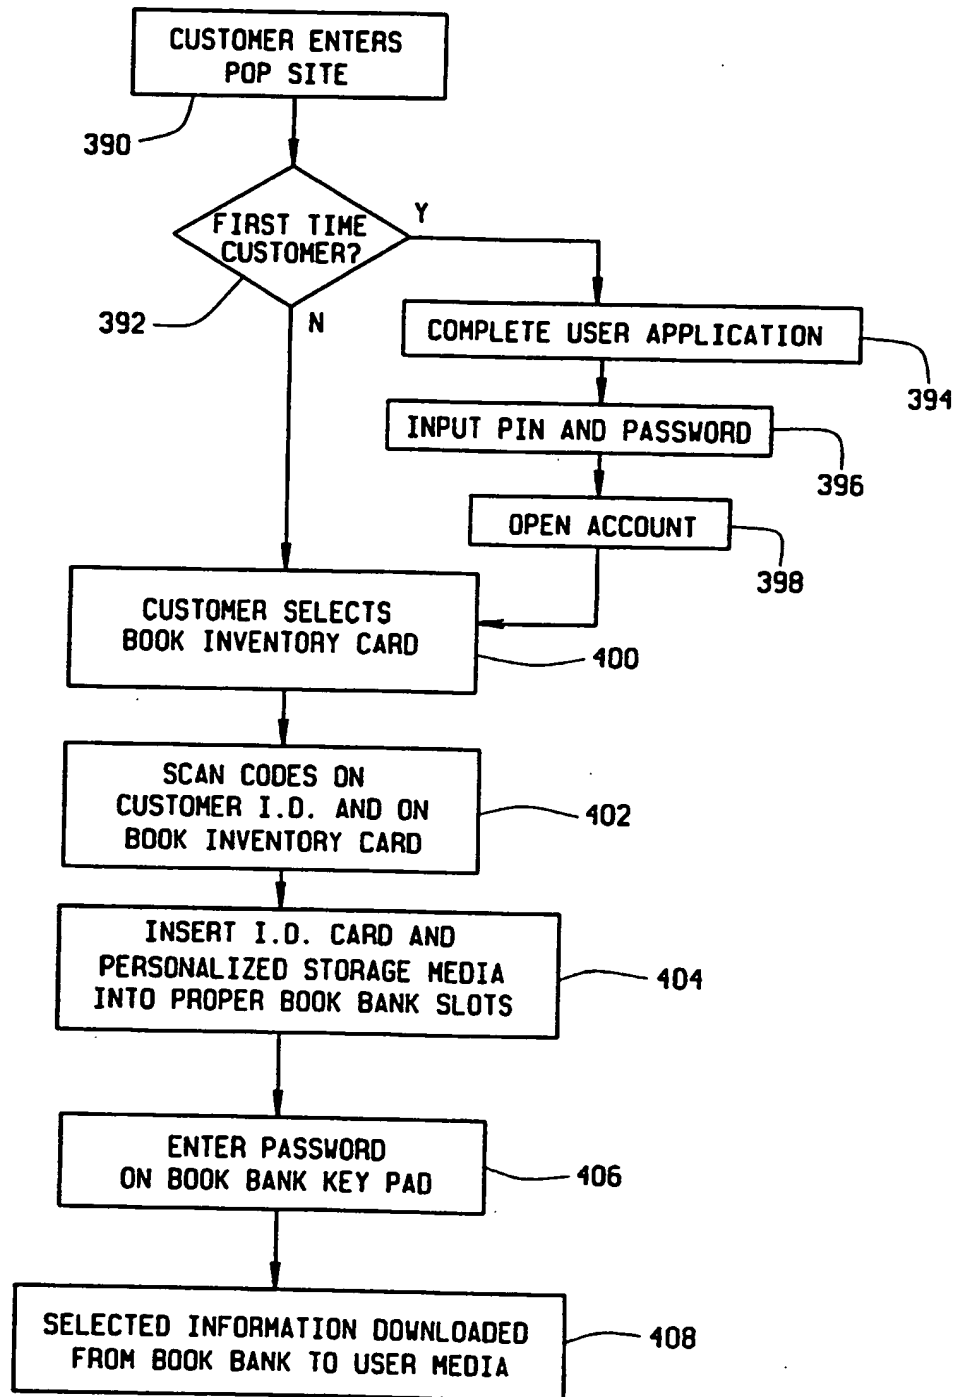 CUSTOMER ENTERS
POP SITE
390
FIRST TIME
CUSTOMER?
Y
392
N
COMPLETE USER APPLICATION
394
INPUT PIN AND PASSWORD
396
OPEN ACCOUNT
398
CUSTOMER SELECTS
BOOK INVENTORY CARD
400
SCAN CODES ON
CUSTOMER I.D. AND ON
BOOK INVENTORY CARD
402
INSERT I.D. CARD AND
PERSONALIZED STORAGE MEDIA
INTO PROPER BOOK BANK SLOTS
404
ENTER PASSWORD
ON BOOK BANK KEY PAD
406
SELECTED INFORMATION DOWNLOADED
FROM BOOK BANK TO USER MEDIA
408